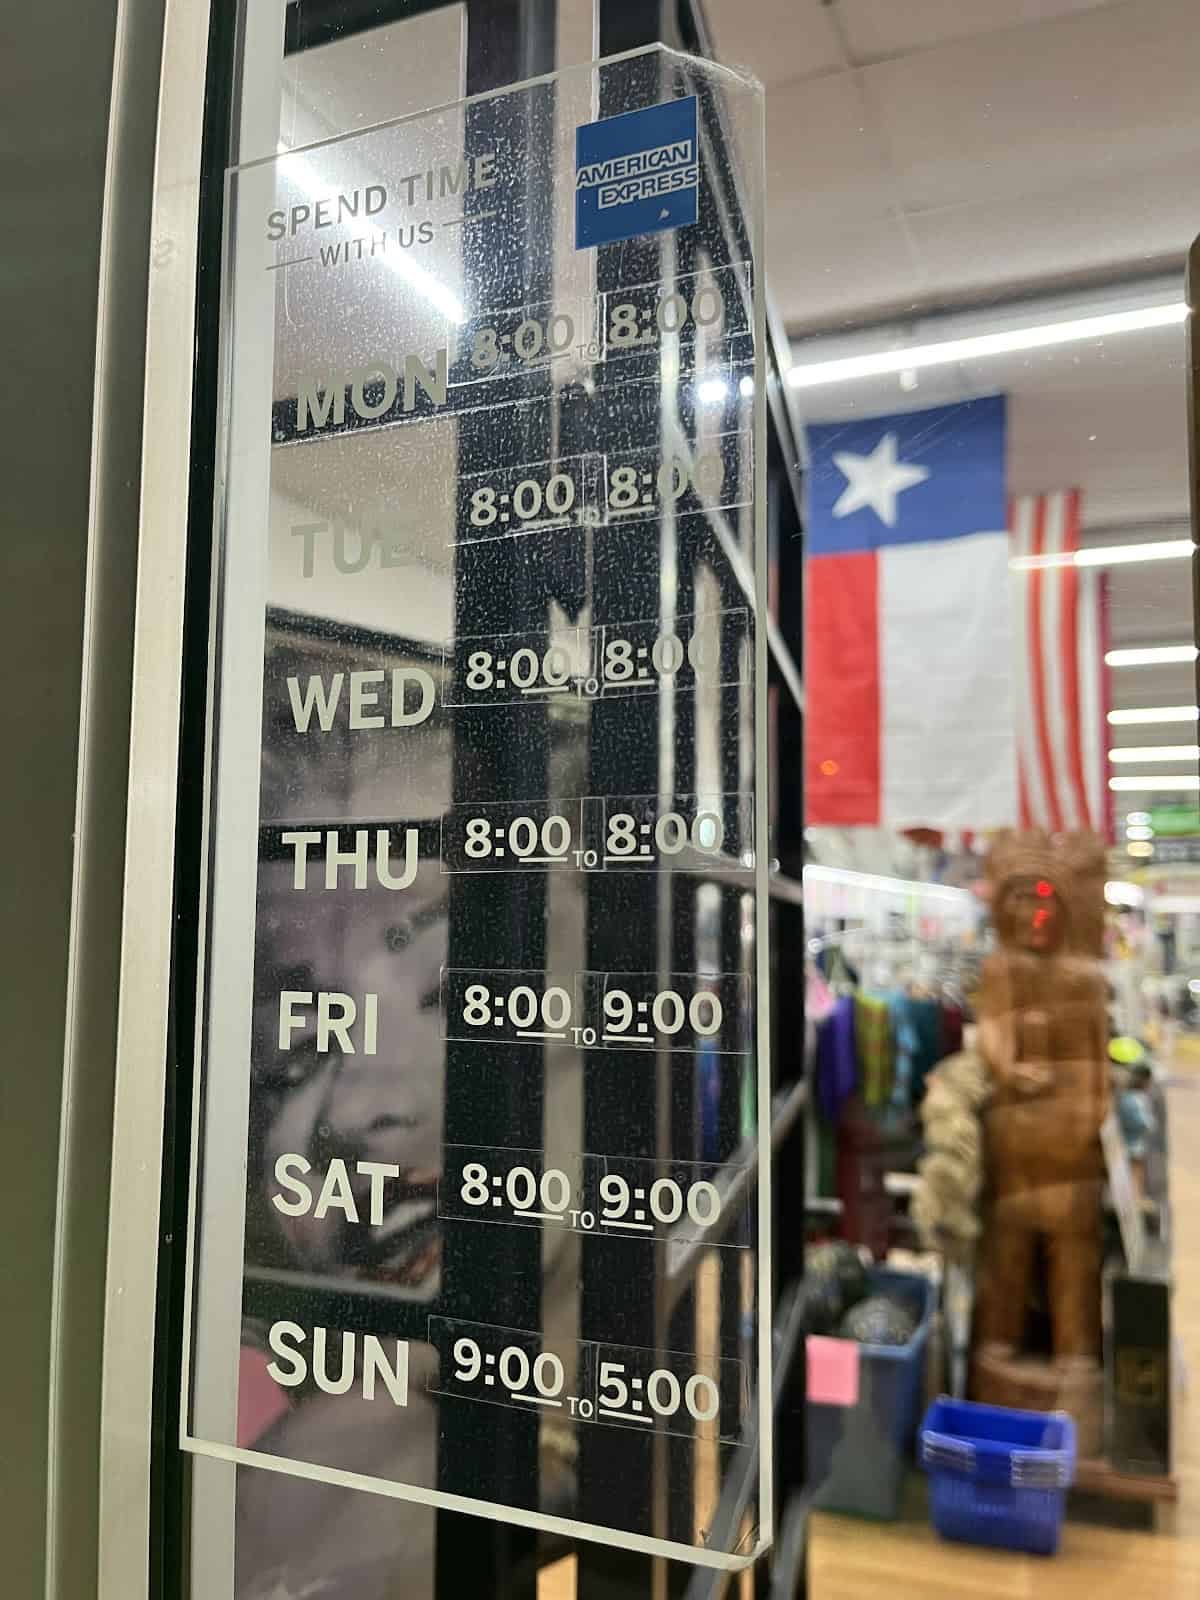 SPEND TIME
WITH US
AMERICAN
EXPRESS
MON 8:00 TO 8:00
TUE 8:00 TO 8:00
WED 8:00 TO 8:00
THU 8:00 TO 8:00
FRI 8:00 TO 9:00
SAT 8:00 TO 9:00
SUN 9:00 TO 5:00